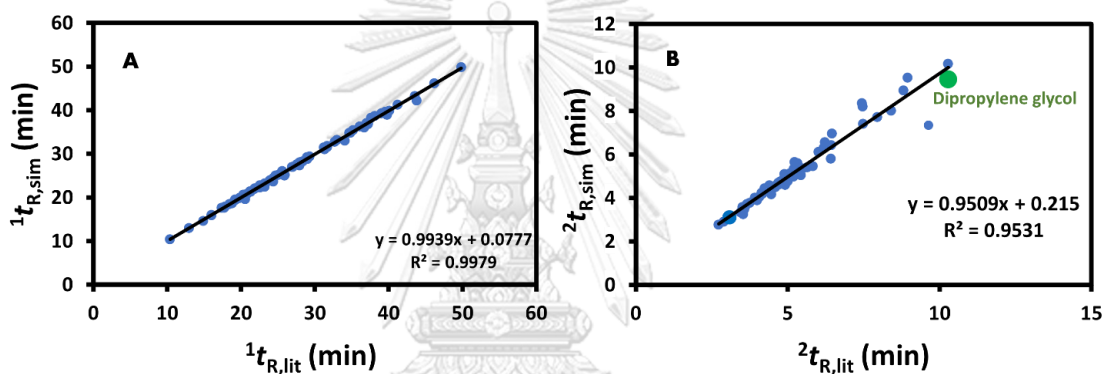 A
60
50
40
30
20
10
0
0 10 20 30 40 50 60
¹tR,sim (min)
¹tR,lit (min)
y = 0.9939x + 0.0777
R² = 0.9979
B
12
10
8
6
4
2
0
0 5 10 15
²tR,sim (min)
²tR,lit (min)
Dipropylene glycol
y = 0.9509x + 0.215
R² = 0.9531